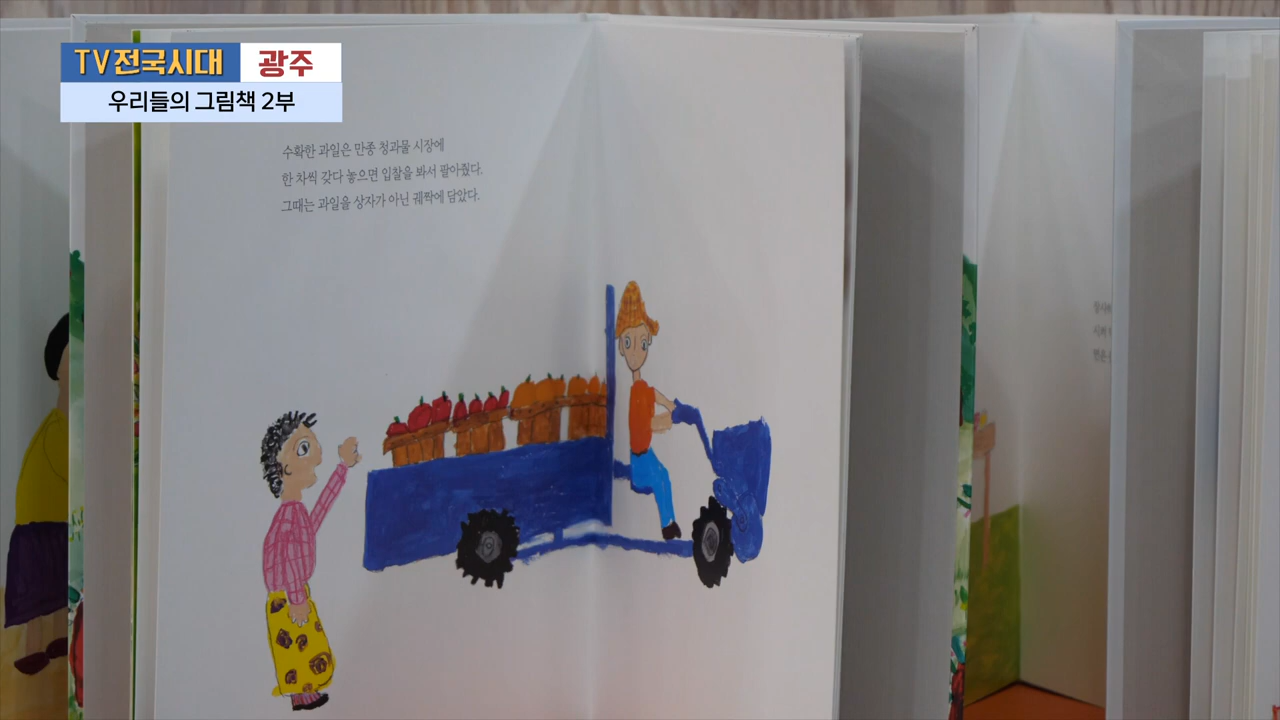 TV전국시대 광주
우리들의 그림책 2부
수확한 과일은 만종 청과물 시장에
한 차씩 갖다 놓으면 입찰을 봐서 팔아줬다.
그때는 과일을 상자가 아닌 궤짝에 담았다.